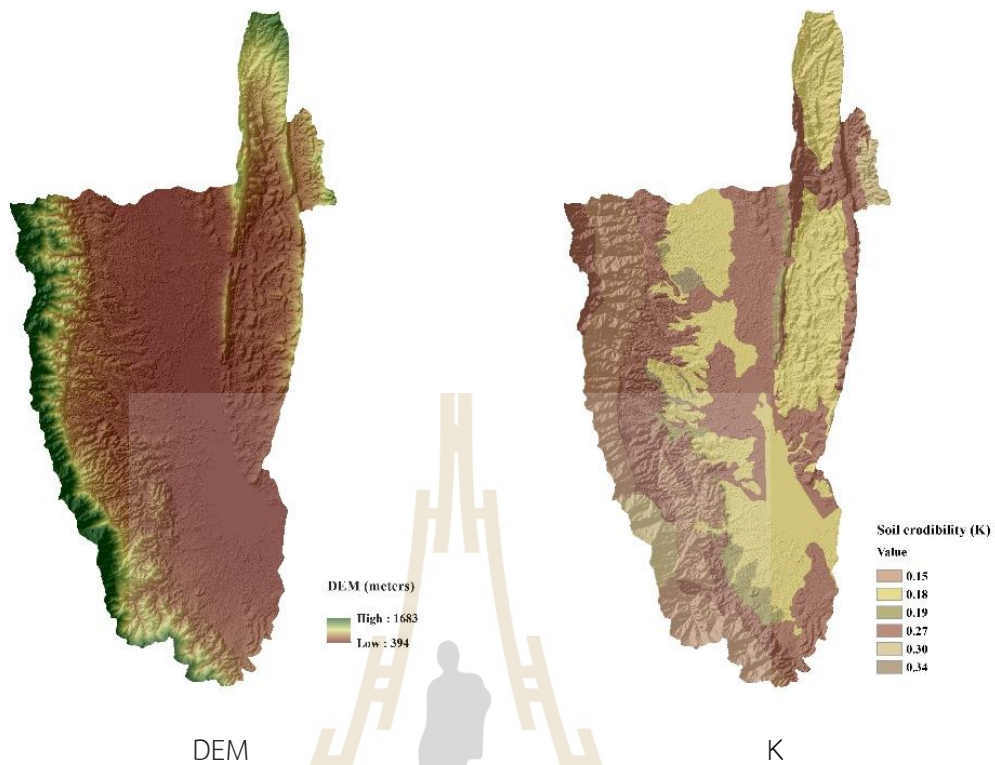 DEM (meters)
High : 1683
Low : 394
Soil erodibility (K)
Value
0.15
0.18
0.19
0.27
0.30
0.34
DEM
K